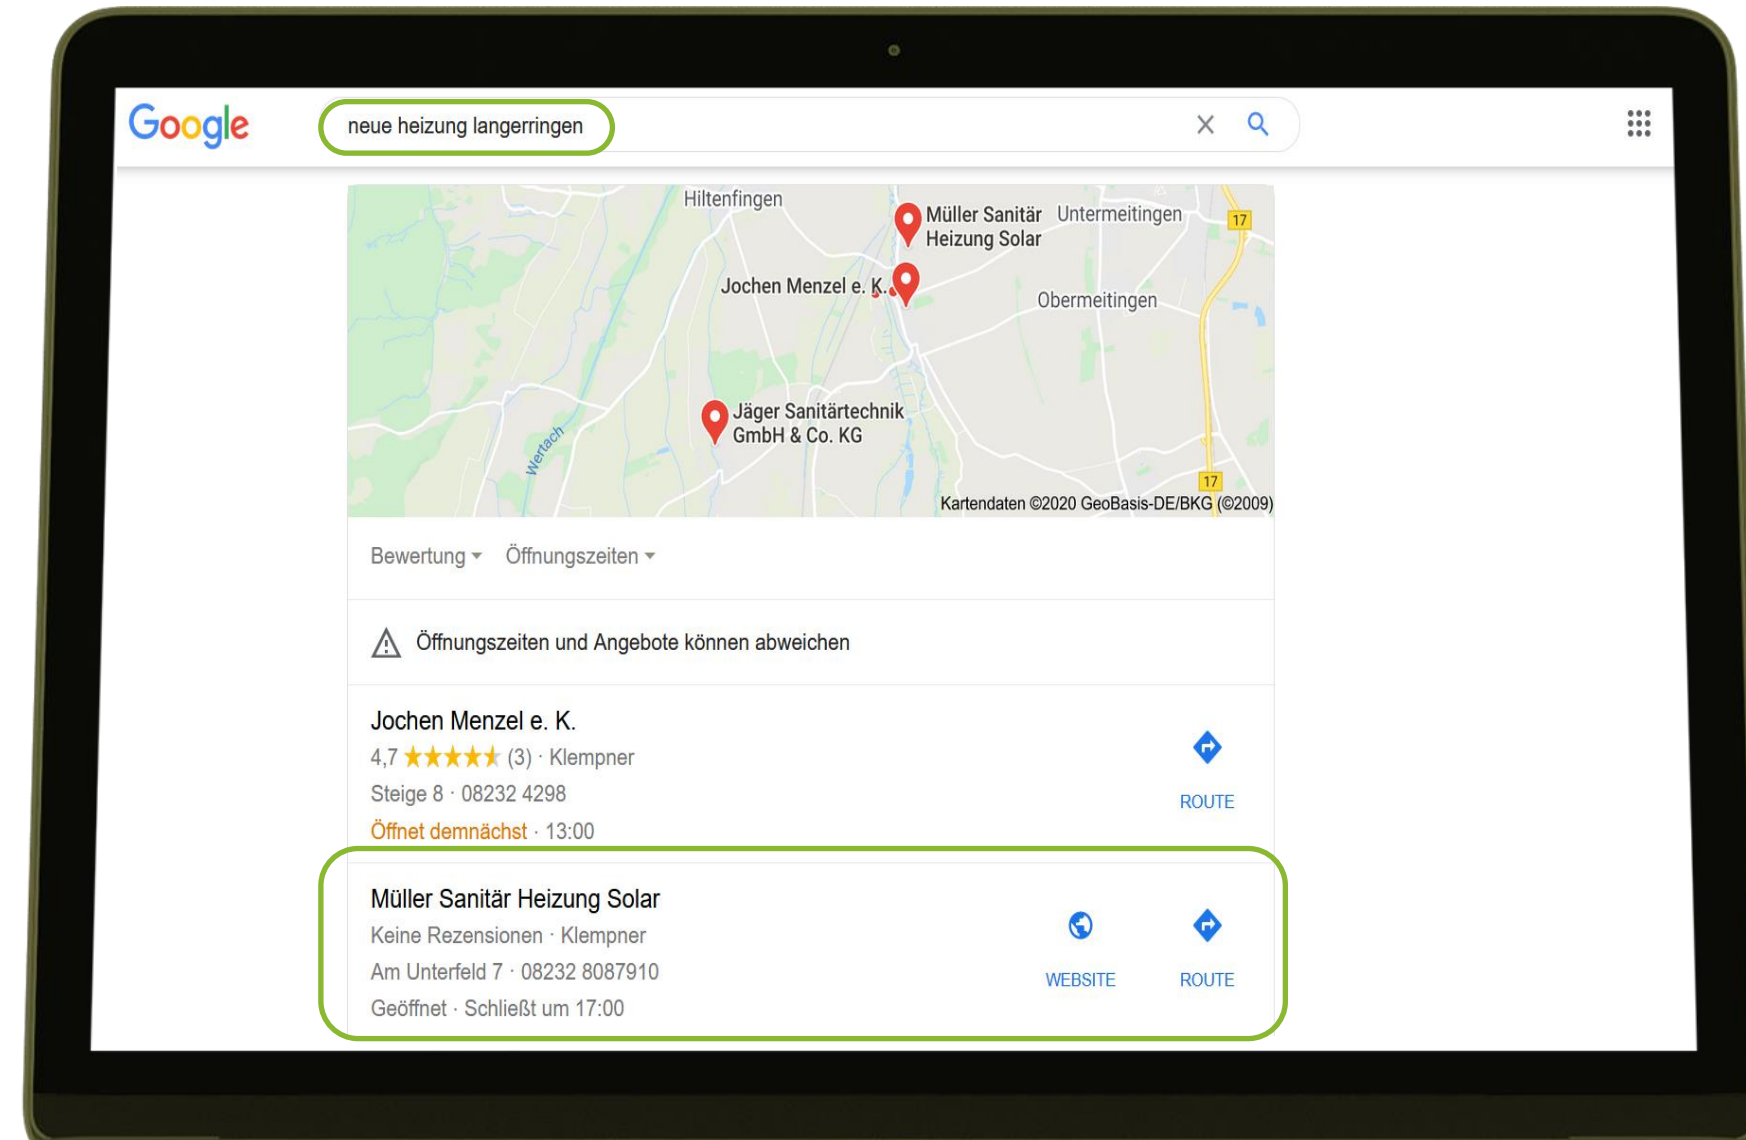 Google
neue heizung langerringen
Hiltenfingen
Müller Sanitär
Heizung Solar
Untermeitingen
17
Jochen Menzel e. K.
Obermeitingen
Jäger Sanitärtechnik
GmbH & Co. KG
Wertach
17
Kartendaten ©2020 GeoBasis-DE/BKG (©2009)
Bewertung Öffnungszeiten
Öffnungszeiten und Angebote können abweichen
Jochen Menzel e. K.
4,7 (3) · Klempner
Steige 8 · 08232 4298
ROUTE
Öffnet demnächst · 13:00
Müller Sanitär Heizung Solar
Keine Rezensionen · Klempner
Am Unterfeld 7 · 08232 8087910
WEBSITE ROUTE
Geöffnet · Schließt um 17:00